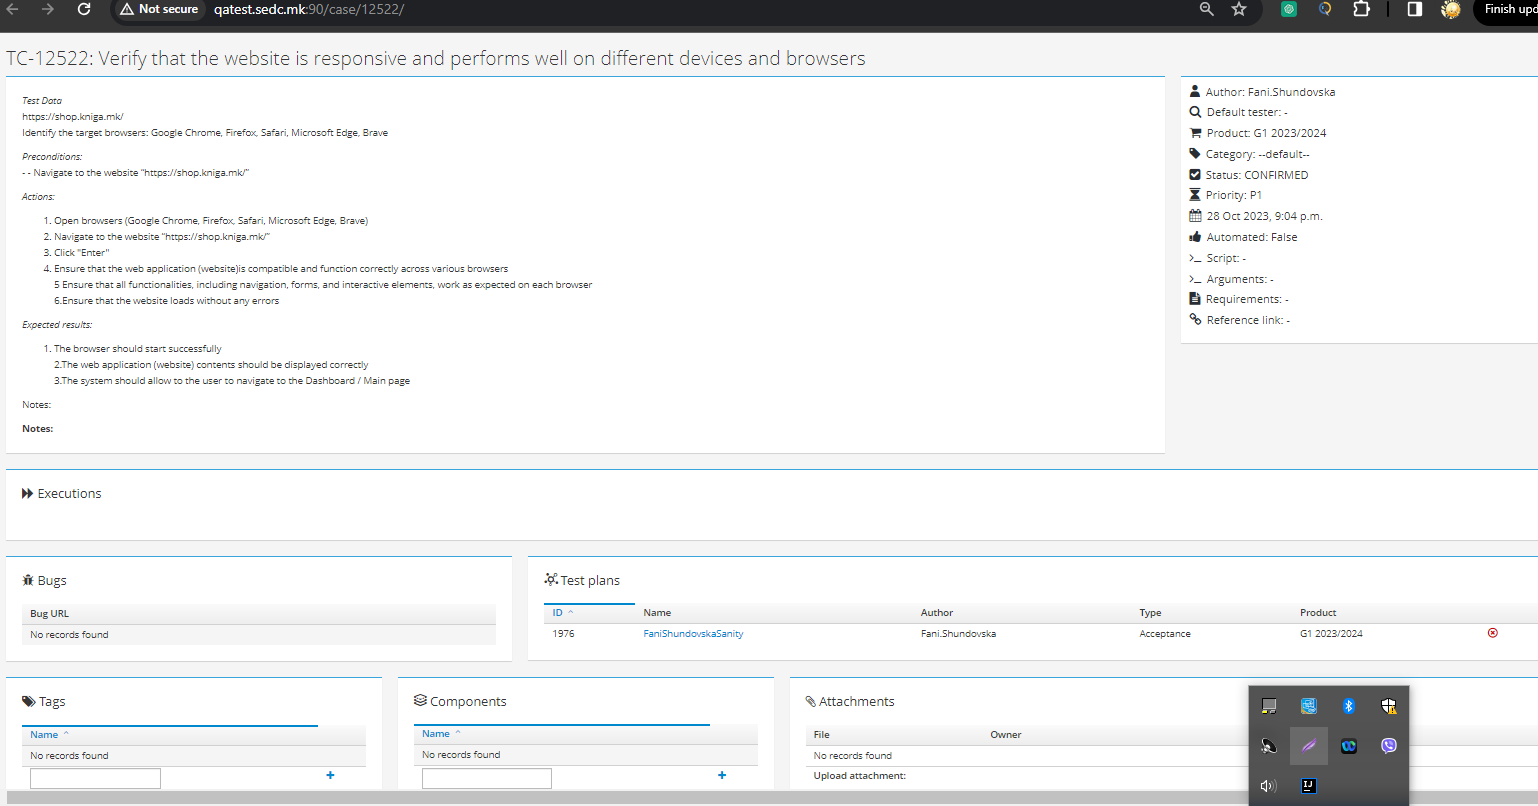 Not secure
qatest.sedc.mk:90/case/12522/
Finish upd
TC-12522: Verify that the website is responsive and performs well on different devices and browsers
Test Data
https://shop.kniga.mk/
Identify the target browsers: Google Chrome, Firefox, Safari, Microsoft Edge, Brave
Preconditions:
- - Navigate to the website "https://shop.kniga.mk/"
Actions:
1. Open browsers (Google Chrome, Firefox, Safari, Microsoft Edge, Brave)
2. Navigate to the website "https://shop.kniga.mk/"
3. Click "Enter"
4. Ensure that the web application (website)is compatible and function correctly across various browsers
5 Ensure that all functionalities, including navigation, forms, and interactive elements, work as expected on each browser
6.Ensure that the website loads without any errors
Expected results:
1. The browser should start successfully
2.The web application (website) contents should be displayed correctly
3.The system should allow to the user to navigate to the Dashboard / Main page
Notes:
Notes:
Author: Fani.Shundovska
Default tester: -
Product: G1 2023/2024
Category: --default--
Status: CONFIRMED
Priority: P1
28 Oct 2023, 9:04 p.m.
Automated: False
Script: -
Arguments: -
Requirements: -
Reference link: -
Executions
Bugs
Bug URL
No records found
Test plans
ID Name Author Type Product
1976 FaniShundovskaSanity Fani.Shundovska Acceptance G1 2023/2024
Tags
Name
No records found
Components
Name
No records found
Attachments
File Owner
No records found
Upload attachment:
IJ